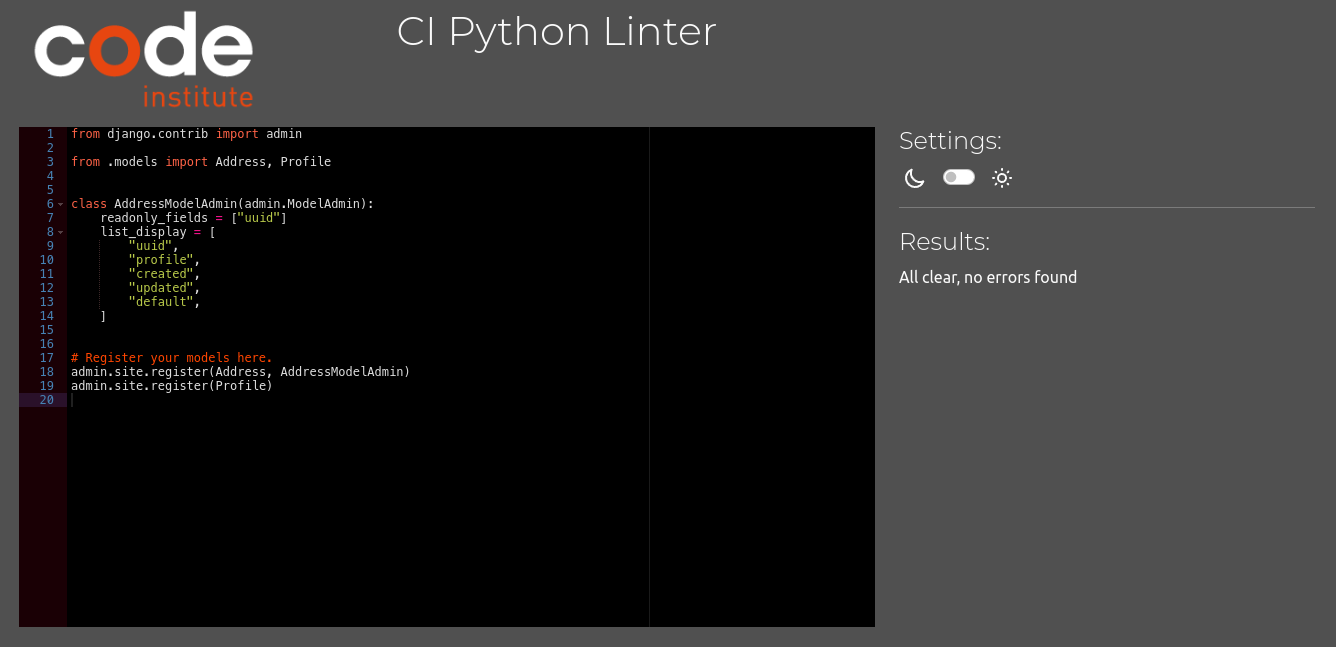 code
institute
CI Python Linter
1 from django.contrib import admin
2
3 from .models import Address, Profile
4
5
6 class AddressModelAdmin(admin.ModelAdmin):
7     readonly_fields = ["uuid"]
8     list_display = [
9         "uuid",
10         "profile",
11         "created",
12         "updated",
13         "default",
14     ]
15
16
17 # Register your models here.
18 admin.site.register(Address, AddressModelAdmin)
19 admin.site.register(Profile)
20
Settings:
Results:
All clear, no errors found